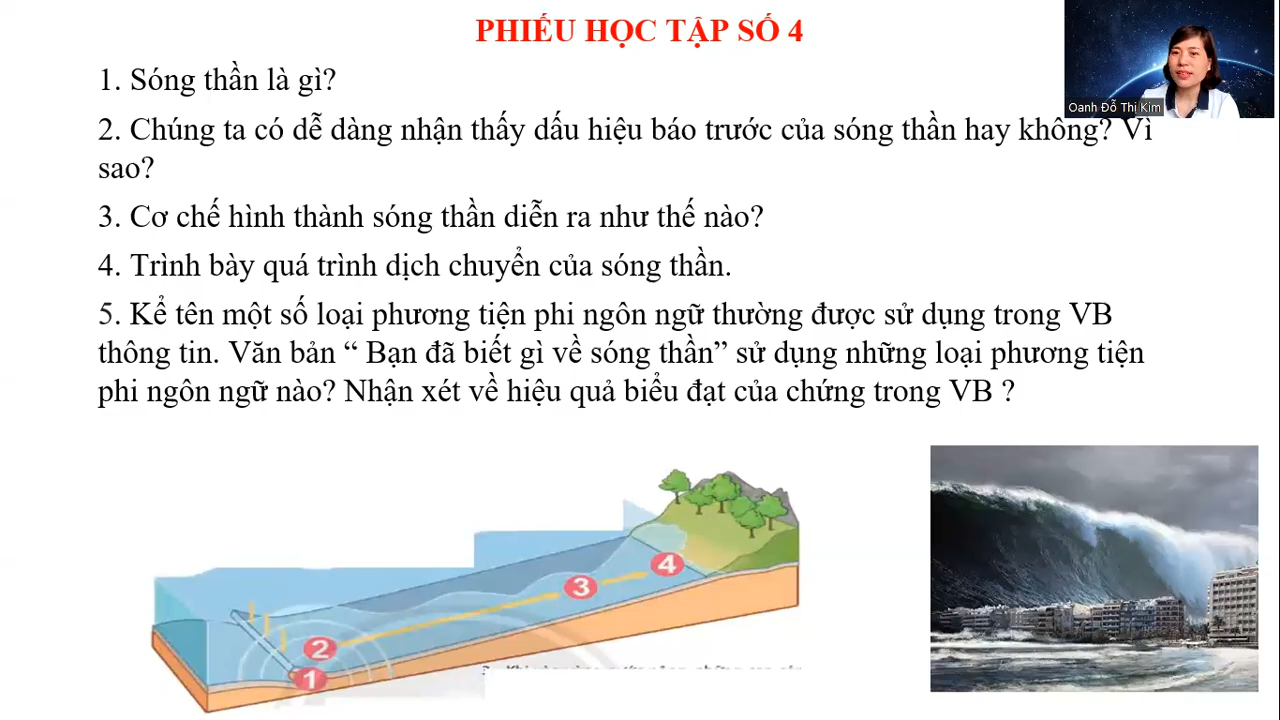 PHIẾU HỌC TẬP SỐ 4
Oanh Đỗ Thị Kim
1. Sóng thần là gì?
2. Chúng ta có dễ dàng nhận thấy dấu hiệu báo trước của sóng thần hay không? Vì
sao?
3. Cơ chế hình thành sóng thần diễn ra như thế nào?
4. Trình bày quá trình dịch chuyển của sóng thần.
5. Kể tên một số loại phương tiện phi ngôn ngữ thường được sử dụng trong VB
thông tin. Văn bản “ Bạn đã biết gì về sóng thần” sử dụng những loại phương tiện
phi ngôn ngữ nào? Nhận xét về hiệu quả biểu đạt của chứng trong VB ?
4
3
2
1